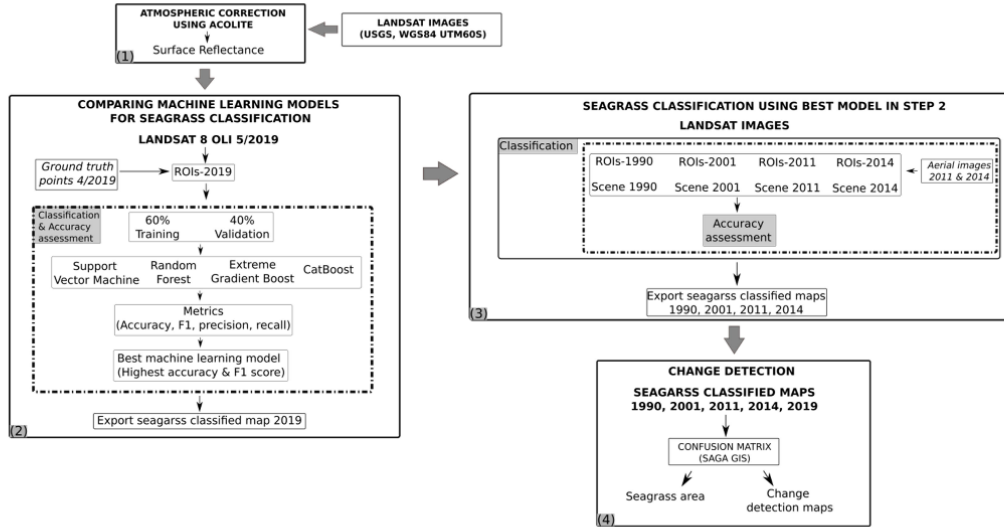 ATMOSPHERIC CORRECTION
USING ACOLITE
Surface Reflectance
(1)
LANDSAT IMAGES
(USGS, WGS84 UTM60S)
COMPARING MACHINE LEARNING MODELS
FOR SEAGRASS CLASSIFICATION
LANDSAT 8 OLI 5/2019
Ground truth
points 4/2019
ROIs-2019
Classification
& Accuracy
assessment
60%
Training
40%
Validation
Support
Vector Machine
Random
Forest
Extreme
Gradient Boost
CatBoost
Metrics
(Accuracy, F1, precision, recall)
Best machine learning model
(Highest accuracy & F1 score)
Export seagarss classified map 2019
(2)
SEAGRASS CLASSIFICATION USING BEST MODEL IN STEP 2
LANDSAT IMAGES
Classification
ROIs-1990 ROIs-2001 ROIs-2011 ROIs-2014
Scene 1990 Scene 2001 Scene 2011 Scene 2014
Aerial images
2011 & 2014
Accuracy
assessment
Export seagarss classified maps
1990, 2001, 2011, 2014
(3)
CHANGE DETECTION
SEAGARSS CLASSIFIED MAPS
1990, 2001, 2011, 2014, 2019
CONFUSION MATRIX
(SAGA GIS)
Seagrass area
Change
detection maps
(4)